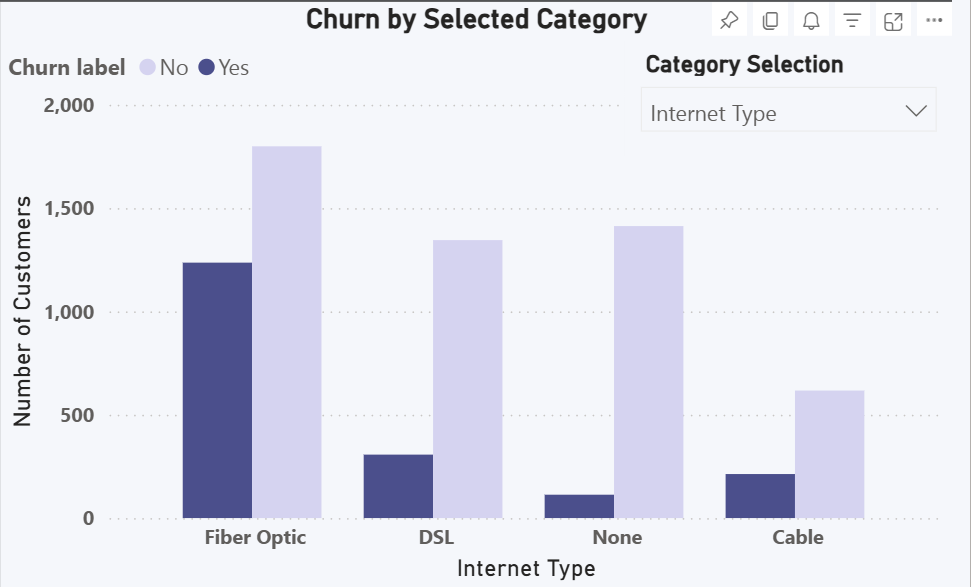 Churn by Selected Category
Churn label No Yes
Category Selection
Internet Type
2,000
1,500
1,000
500
0
Number of Customers
Fiber Optic DSL None Cable
Internet Type